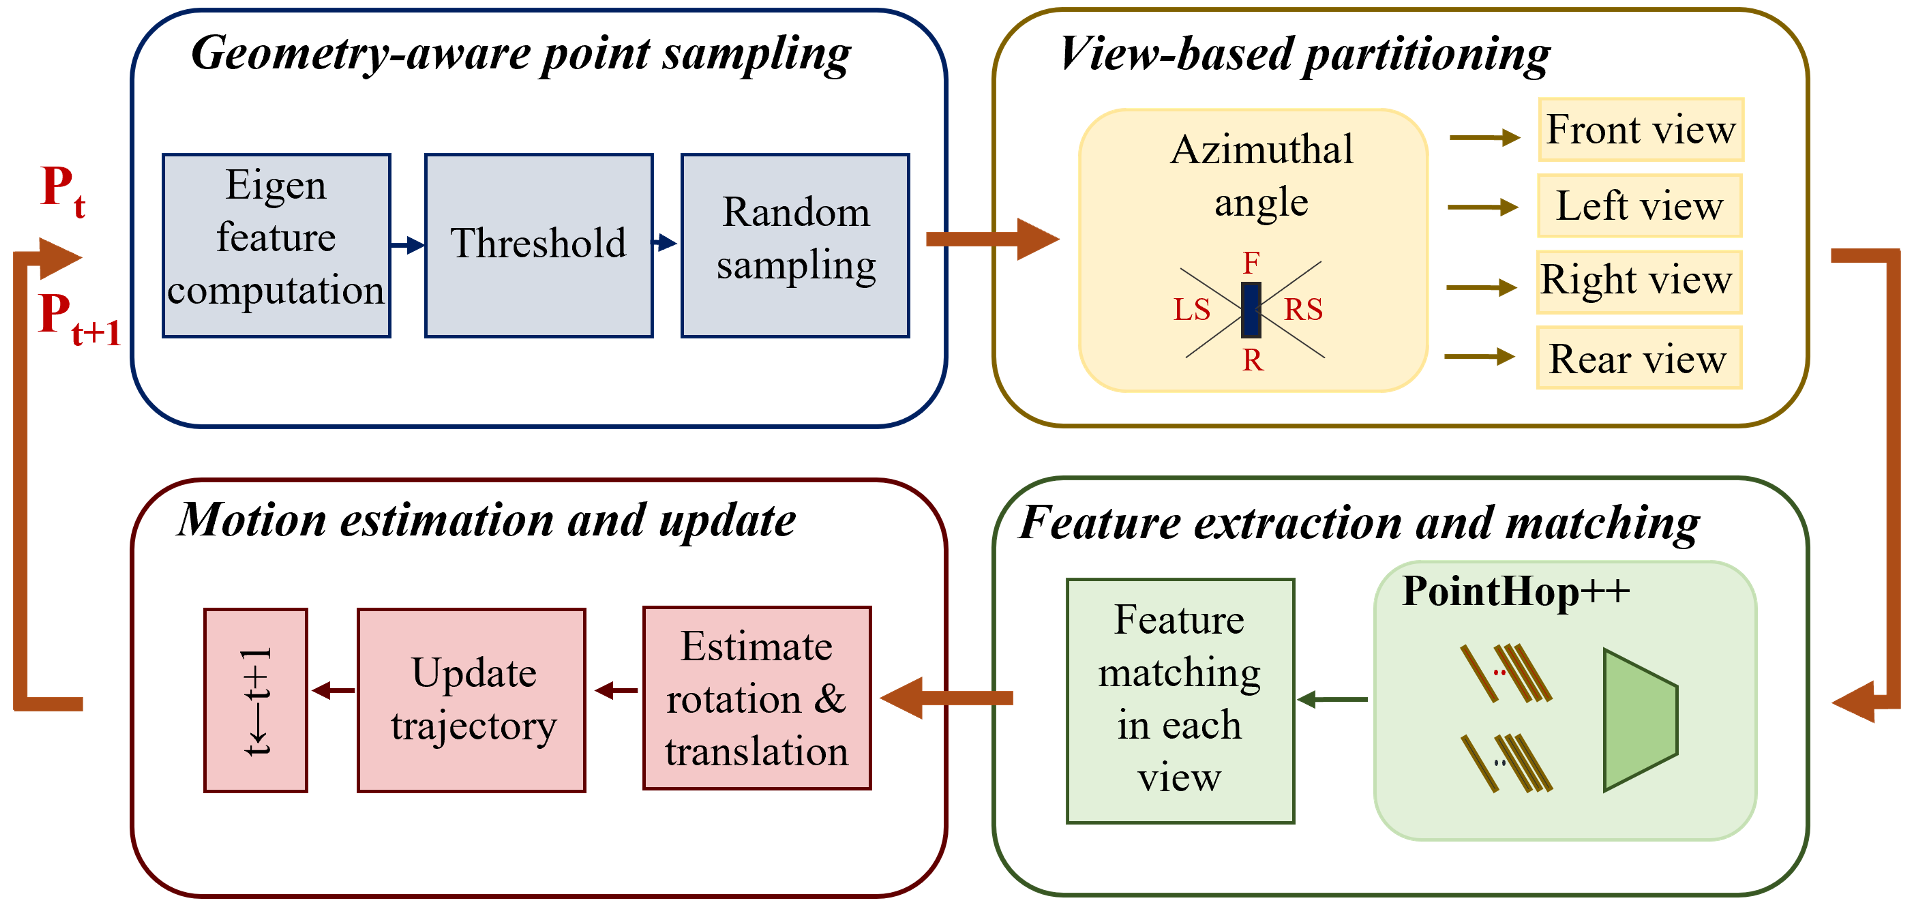 Geometry-aware point sampling
P_t
P_t+1
Eigen
feature
computation
Threshold
Random
sampling
View-based partitioning
Azimuthal
angle
F
LS
RS
R
Front view
Left view
Right view
Rear view
Feature extraction and matching
PointHop++
Feature
matching
in each
view
Motion estimation and update
Estimate
rotation &
translation
Update
trajectory
t←t+1